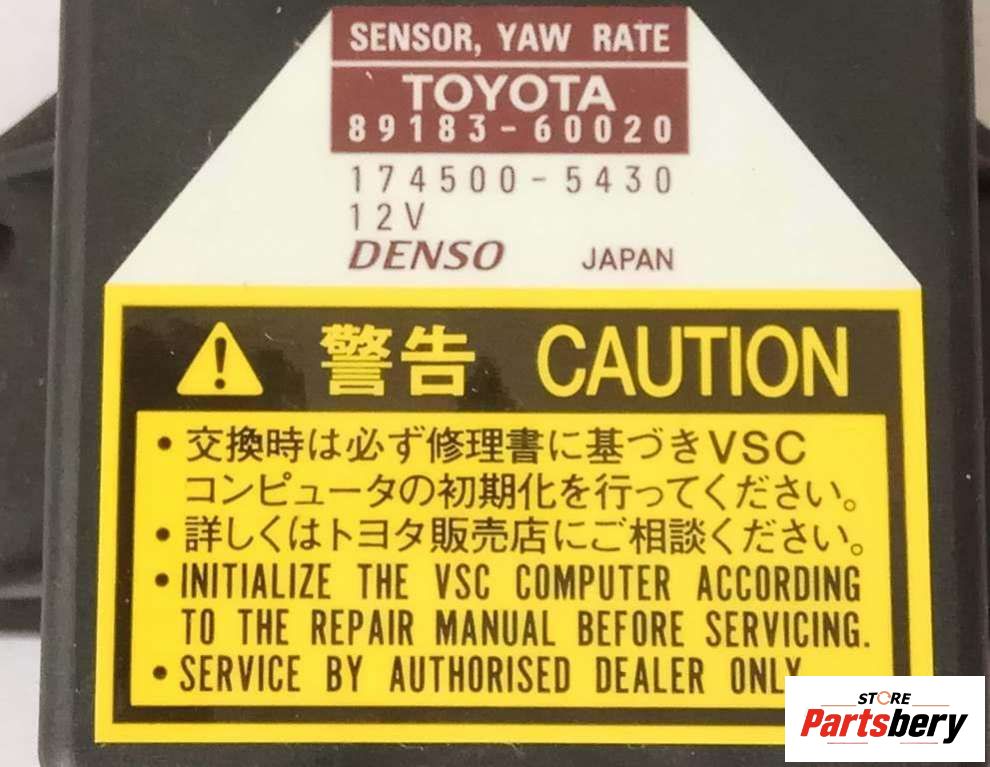 SENSOR, YAW RATE
TOYOTA
89183-60020
174500-5430
12V
DENSO JAPAN
警告 CAUTION
・交換時は必ず修理書に基づきVSC
コンピュータの初期化を行ってください。
・詳しくはトヨタ販売店にご相談ください。
・INITIALIZE THE VSC COMPUTER ACCORDING
TO THE REPAIR MANUAL BEFORE SERVICING.
・SERVICE BY AUTHORISED DEALER ONLY
STORE
Partsbery